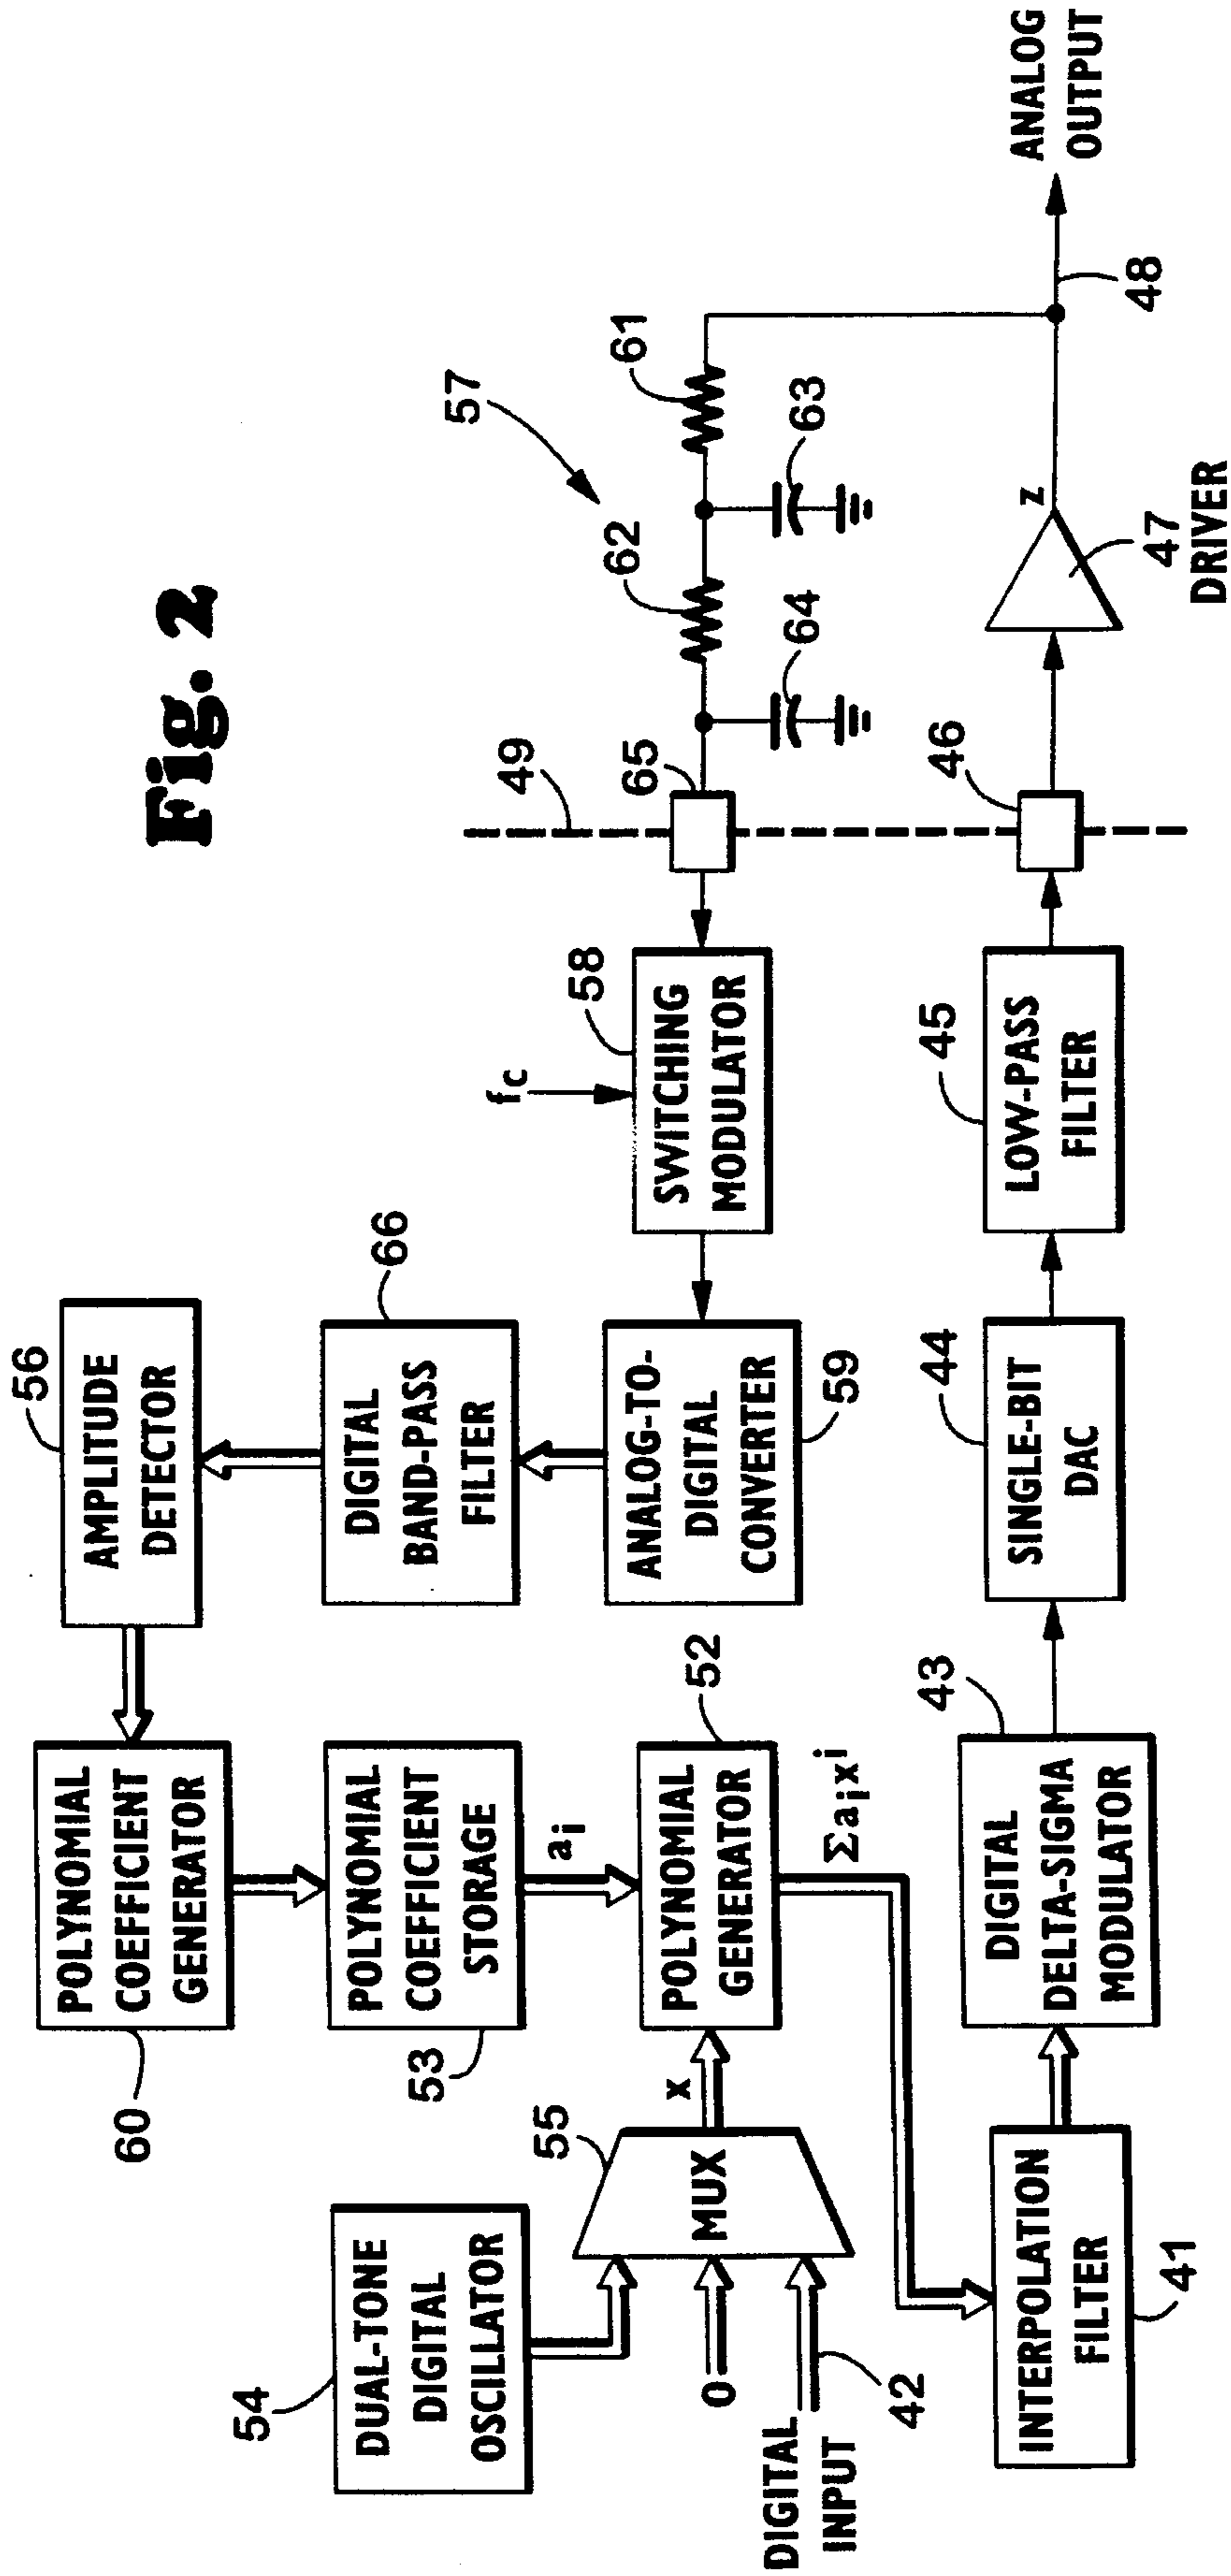 Fig. 2
54
DUAL-TONE
DIGITAL
OSCILLATOR
60
POLYNOMIAL
COEFFICIENT
GENERATOR
56
AMPLITUDE
DETECTOR
53
POLYNOMIAL
COEFFICIENT
STORAGE
66
DIGITAL
BAND-PASS
FILTER
57
55
MUX
0
DIGITAL
INPUT
42
x
ai
52
POLYNOMIAL
GENERATOR
Σaixi
59
ANALOG-TO-
DIGITAL
CONVERTER
fc
58
SWITCHING
MODULATOR
49
65
62
61
64
63
41
INTERPOLATION
FILTER
43
DIGITAL
DELTA-SIGMA
MODULATOR
44
SINGLE-BIT
DAC
45
LOW-PASS
FILTER
46
z
47
DRIVER
48
ANALOG
OUTPUT